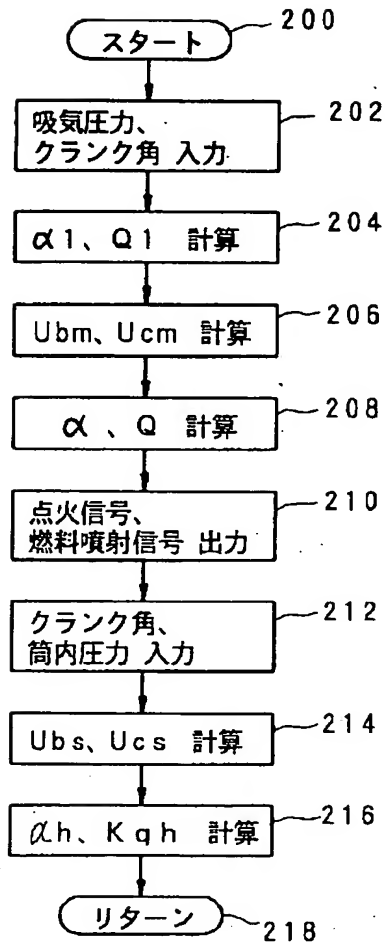 スタート 200
吸気圧力、 202
クランク角 入力
α1、Q1 計算 204
Ubm、Ucm 計算 206
α、Q 計算 208
点火信号、 210
燃料噴射信号 出力
クランク角、 212
筒内圧力 入力
Ubs、Ucs 計算 214
αh、Kqh 計算 216
リターン 218